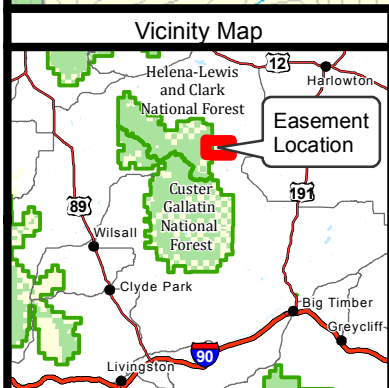 Vicinity Map
12
Harlowton
Helena-Lewis
and Clark
National Forest
Easement
Location
Custer
Gallatin
National
Forest
191
89
Wilsall
Clyde Park
Big Timber
Greycliff
90
Livingston